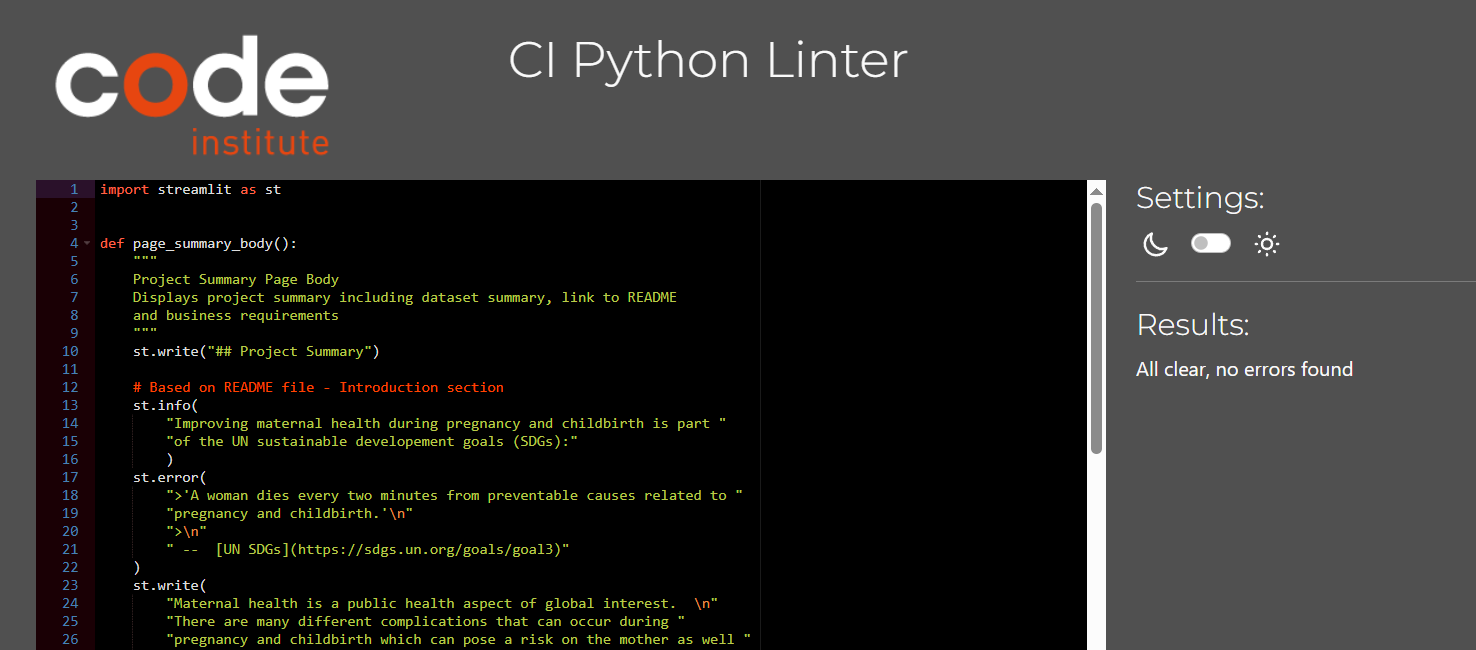 code
institute
CI Python Linter
1 import streamlit as st
2
3
4 def page_summary_body():
5     """
6     Project Summary Page Body
7     Displays project summary including dataset summary, link to README
8     and business requirements
9     """
10     st.write("## Project Summary")
11
12     # Based on README file - Introduction section
13     st.info(
14         "Improving maternal health during pregnancy and childbirth is part "
15         "of the UN sustainable developement goals (SDGs):"
16         )
17     st.error(
18         ">'A woman dies every two minutes from preventable causes related to "
19         "pregnancy and childbirth.'\n"
20         ">\n"
21         " --  [UN SDGs](https://sdgs.un.org/goals/goal3)"
22     )
23     st.write(
24         "Maternal health is a public health aspect of global interest.  \n"
25         "There are many different complications that can occur during "
26         "pregnancy and childbirth which can pose a risk on the mother as well "
Settings:
Results:
All clear, no errors found